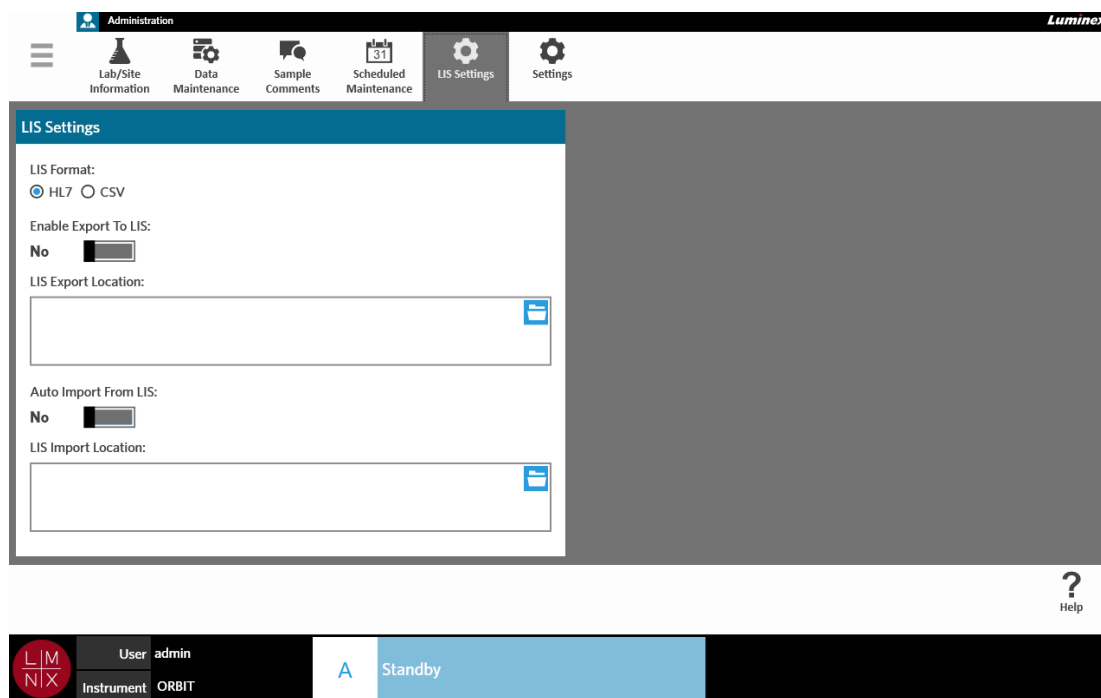 Administration
Luminex
Lab/Site Information
Data Maintenance
Sample Comments
31
Scheduled Maintenance
LIS Settings
Settings
LIS Settings
LIS Format:
HL7 CSV
Enable Export To LIS:
No
LIS Export Location:
Auto Import From LIS:
No
LIS Import Location:
?
Help
L M
N X
User admin
Instrument ORBIT
A Standby